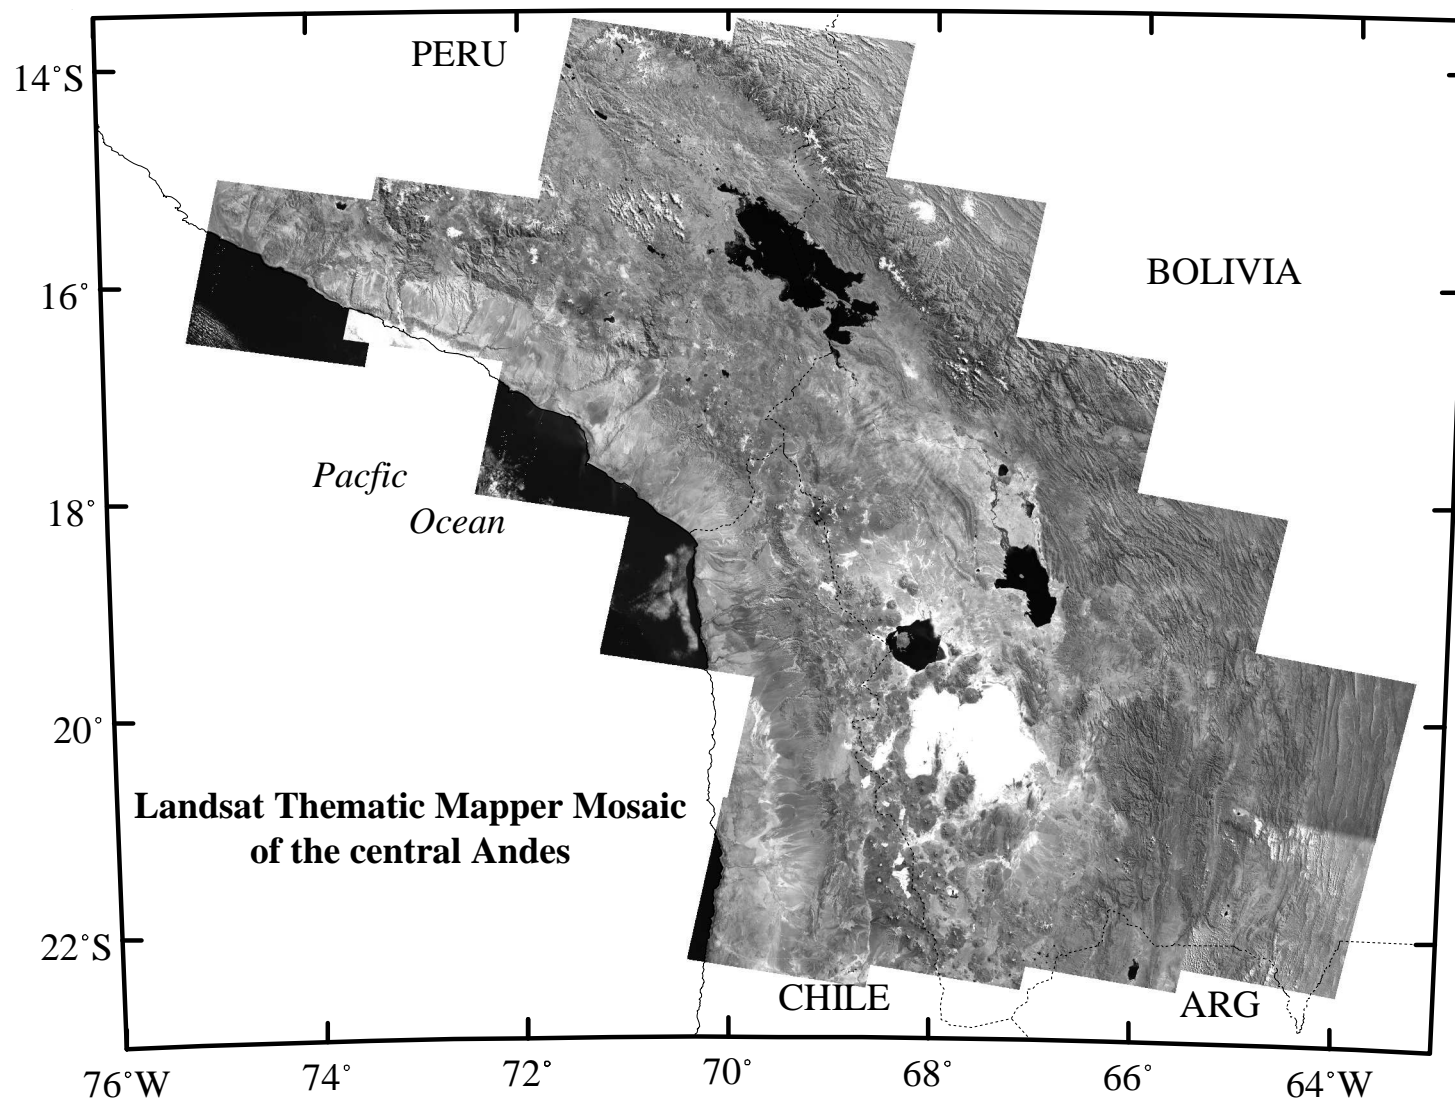 PERU
14°S
BOLIVIA
16°
Pacfic
Ocean
18°
20°
Landsat Thematic Mapper Mosaic
of the central Andes
22°S
CHILE
ARG
76°W
74°
72°
70°
68°
66°
64°W